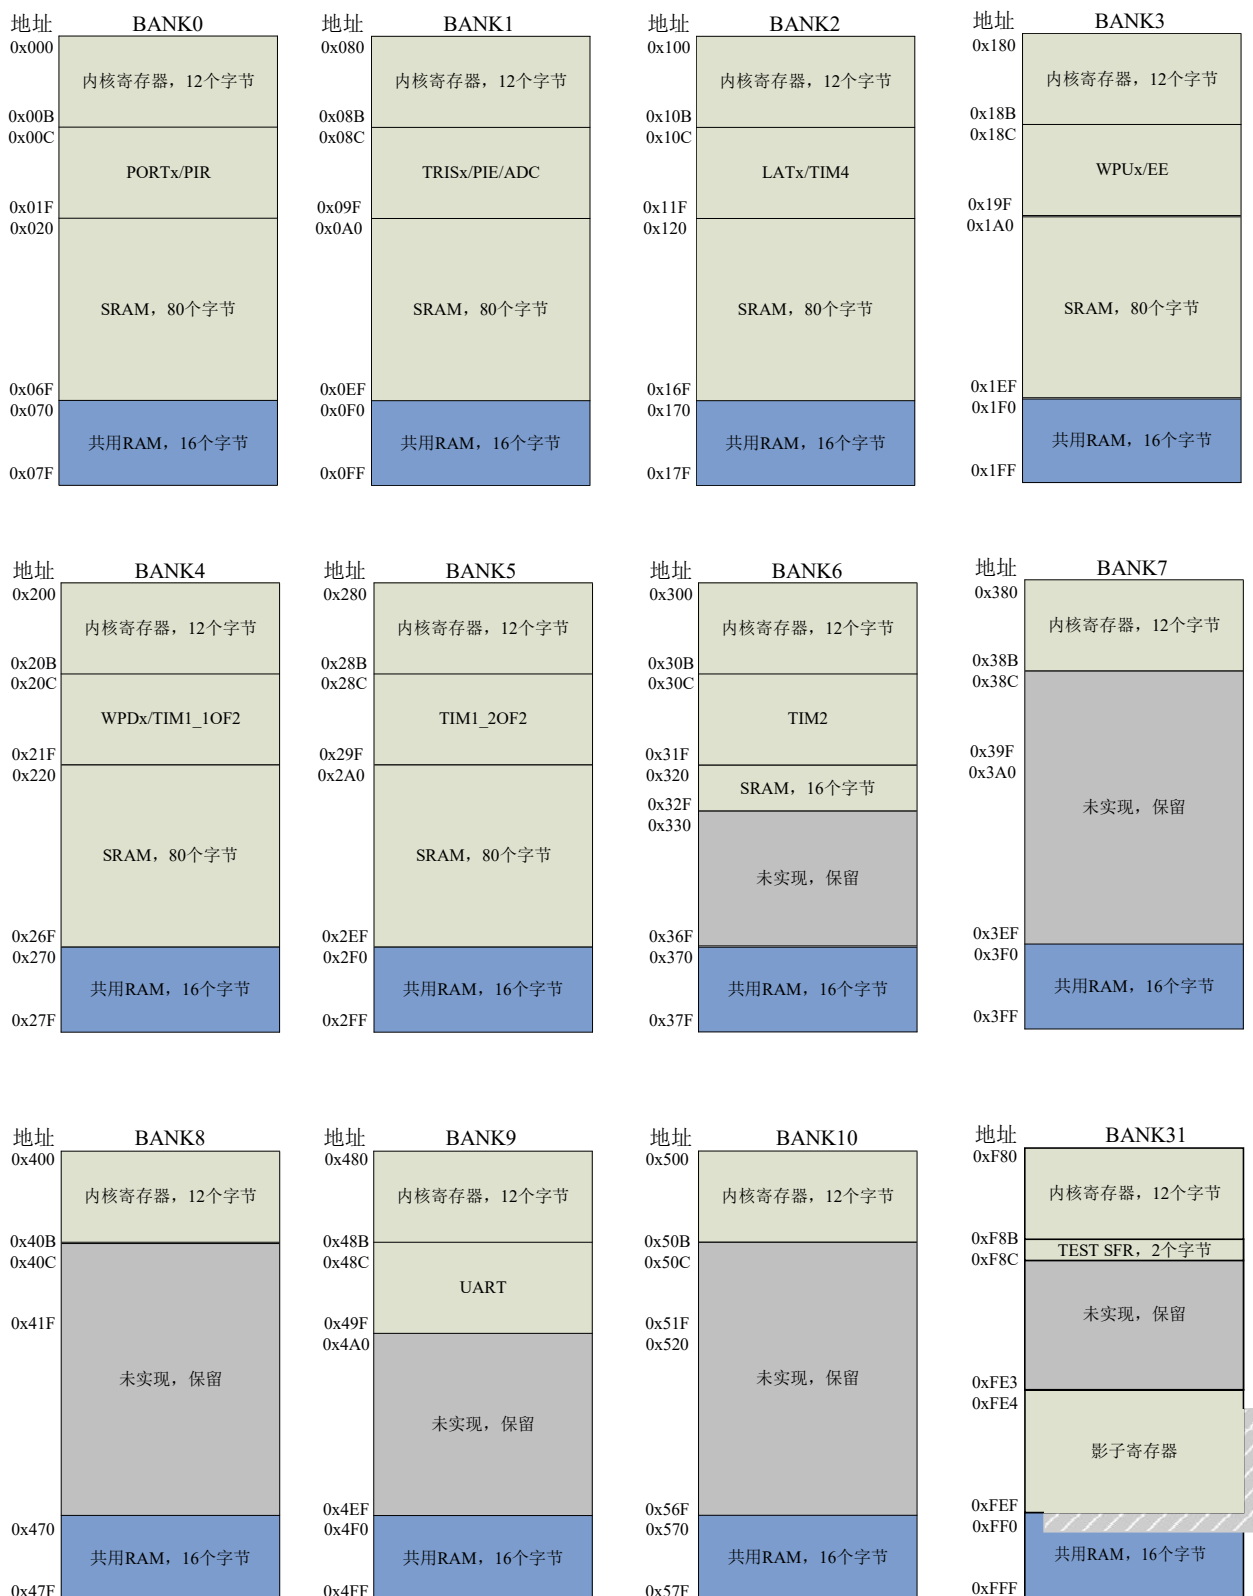 地址 BANK0
0x000
内核寄存器，12个字节
0x00B
0x00C
PORTx/PIR
0x01F
0x020
SRAM，80个字节
0x06F
0x070
共用RAM，16个字节
0x07F
地址 BANK1
0x080
内核寄存器，12个字节
0x08B
0x08C
TRISx/PIE/ADC
0x09F
0x0A0
SRAM，80个字节
0x0EF
0x0F0
共用RAM，16个字节
0x0FF
地址 BANK2
0x100
内核寄存器，12个字节
0x10B
0x10C
LATx/TIM4
0x11F
0x120
SRAM，80个字节
0x16F
0x170
共用RAM，16个字节
0x17F
地址 BANK3
0x180
内核寄存器，12个字节
0x18B
0x18C
WPUx/EE
0x19F
0x1A0
SRAM，80个字节
0x1EF
0x1F0
共用RAM，16个字节
0x1FF
地址 BANK4
0x200
内核寄存器，12个字节
0x20B
0x20C
WPDx/TIM1_1OF2
0x21F
0x220
SRAM，80个字节
0x26F
0x270
共用RAM，16个字节
0x27F
地址 BANK5
0x280
内核寄存器，12个字节
0x28B
0x28C
TIM1_2OF2
0x29F
0x2A0
SRAM，80个字节
0x2EF
0x2F0
共用RAM，16个字节
0x2FF
地址 BANK6
0x300
内核寄存器，12个字节
0x30B
0x30C
TIM2
0x31F
0x320
SRAM，16个字节
0x32F
0x330
未实现，保留
0x36F
0x370
共用RAM，16个字节
0x37F
地址 BANK7
0x380
内核寄存器，12个字节
0x38B
0x38C
0x39F
0x3A0
未实现，保留
0x3EF
0x3F0
共用RAM，16个字节
0x3FF
地址 BANK8
0x400
内核寄存器，12个字节
0x40B
0x40C
0x41F
未实现，保留
0x470
共用RAM，16个字节
0x47F
地址 BANK9
0x480
内核寄存器，12个字节
0x48B
0x48C
UART
0x49F
0x4A0
未实现，保留
0x4EF
0x4F0
共用RAM，16个字节
0x4FF
地址 BANK10
0x500
内核寄存器，12个字节
0x50B
0x50C
0x51F
0x520
未实现，保留
0x56F
0x570
共用RAM，16个字节
0x57F
地址 BANK31
0xF80
内核寄存器，12个字节
0xF8B
TEST SFR，2个字节
0xF8C
未实现，保留
0xFE3
0xFE4
影子寄存器
0xFEF
0xFF0
共用RAM，16个字节
0xFFF